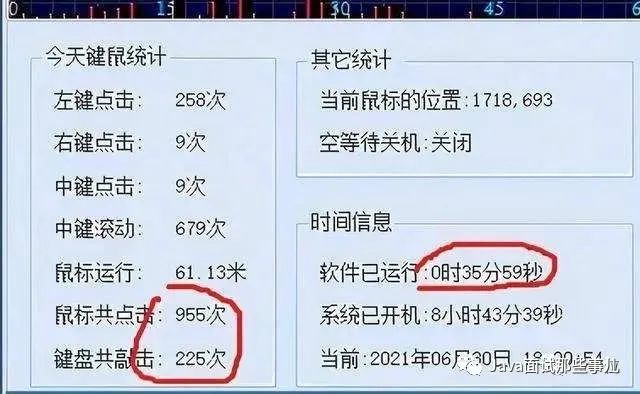 0 15 30 45 6
今天键鼠统计
左键点击: 258次
右键点击: 9次
中键点击: 9次
中键滚动: 679次
鼠标运行: 61.13米
鼠标共点击: 955次
键盘共敲击: 225次
其它统计
当前鼠标的位置:1718,693
空等待关机:关闭
时间信息
软件已运行:0时35分59秒
系统已开机:8小时43分39秒
当前:2021年06月30日 18:00:54
Java面试那些事儿